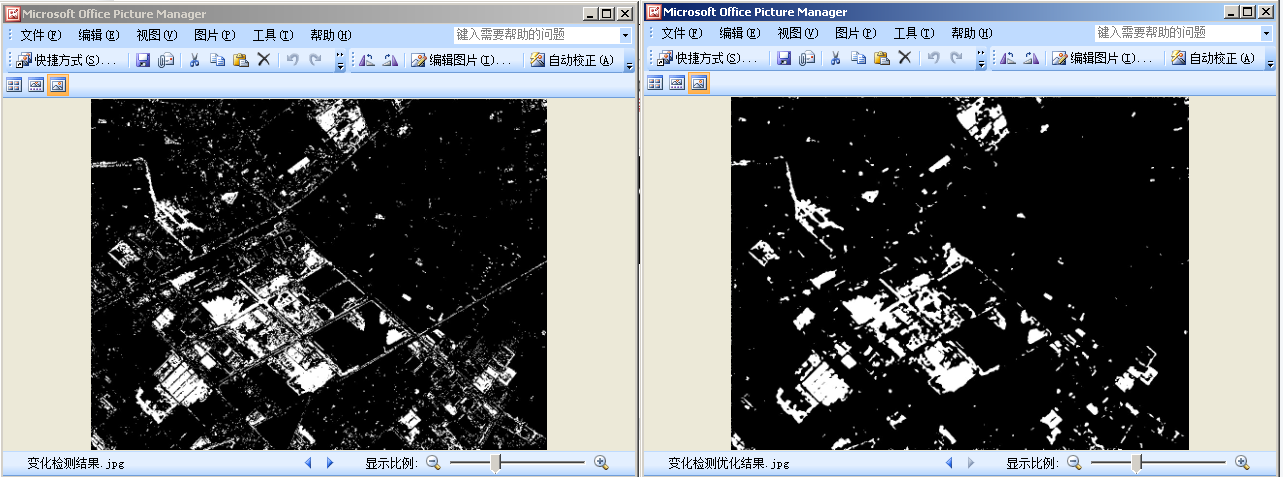 Microsoft Office Picture Manager
文件(F) 编辑(E) 视图(V) 图片(P) 工具(T) 帮助(H) 键入需要帮助的问题
快捷方式(S)... 编辑图片(I)... 自动校正(A)
变化检测结果.jpg 显示比例:
Microsoft Office Picture Manager
文件(F) 编辑(E) 视图(V) 图片(P) 工具(T) 帮助(H) 键入需要帮助的问题
快捷方式(S)... 编辑图片(I)... 自动校正(A)
变化检测优化结果.jpg 显示比例: